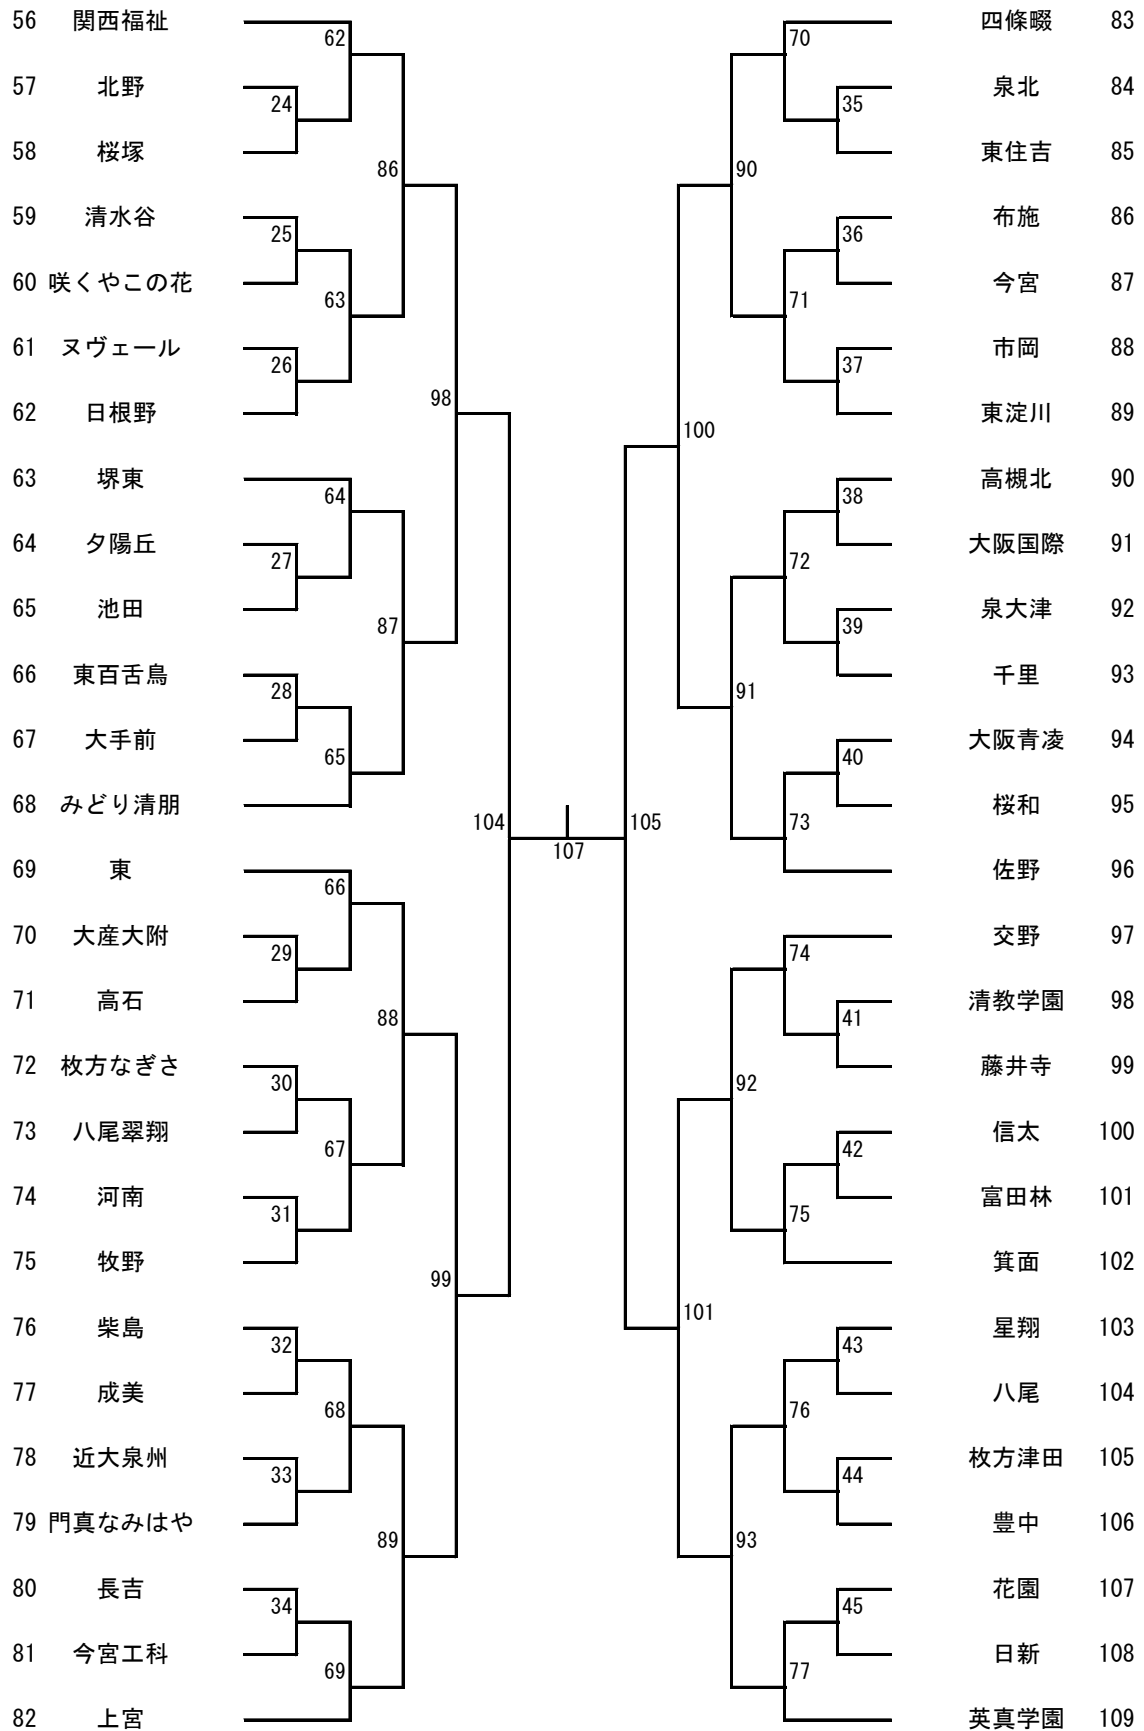 56 関西福祉
62
57 北野
24
58 桜塚
86
59 清水谷
25
60 咲くやこの花
63
61 ヌヴェール
26
62 日根野
98
63 堺東
64
64 夕陽丘
27
65 池田
87
66 東百舌鳥
28
67 大手前
65
68 みどり清朋
104
69 東
66
70 大産大附
29
71 高石
88
72 枚方なぎさ
30
73 八尾翠翔
67
74 河南
31
75 牧野
99
76 柴島
32
77 成美
68
78 近大泉州
33
79 門真なみはや
89
80 長吉
34
81 今宮工科
69
82 上宮
107
四條畷 83
70
泉北 84
35
東住吉 85
90
布施 86
36
今宮 87
71
市岡 88
37
東淀川 89
100
高槻北 90
38
大阪国際 91
72
泉大津 92
39
千里 93
91
大阪青凌 94
40
桜和 95
73
105
佐野 96
交野 97
74
清教学園 98
41
藤井寺 99
92
信太 100
42
富田林 101
75
箕面 102
101
星翔 103
43
八尾 104
76
枚方津田 105
44
豊中 106
93
花園 107
45
日新 108
77
英真学園 109